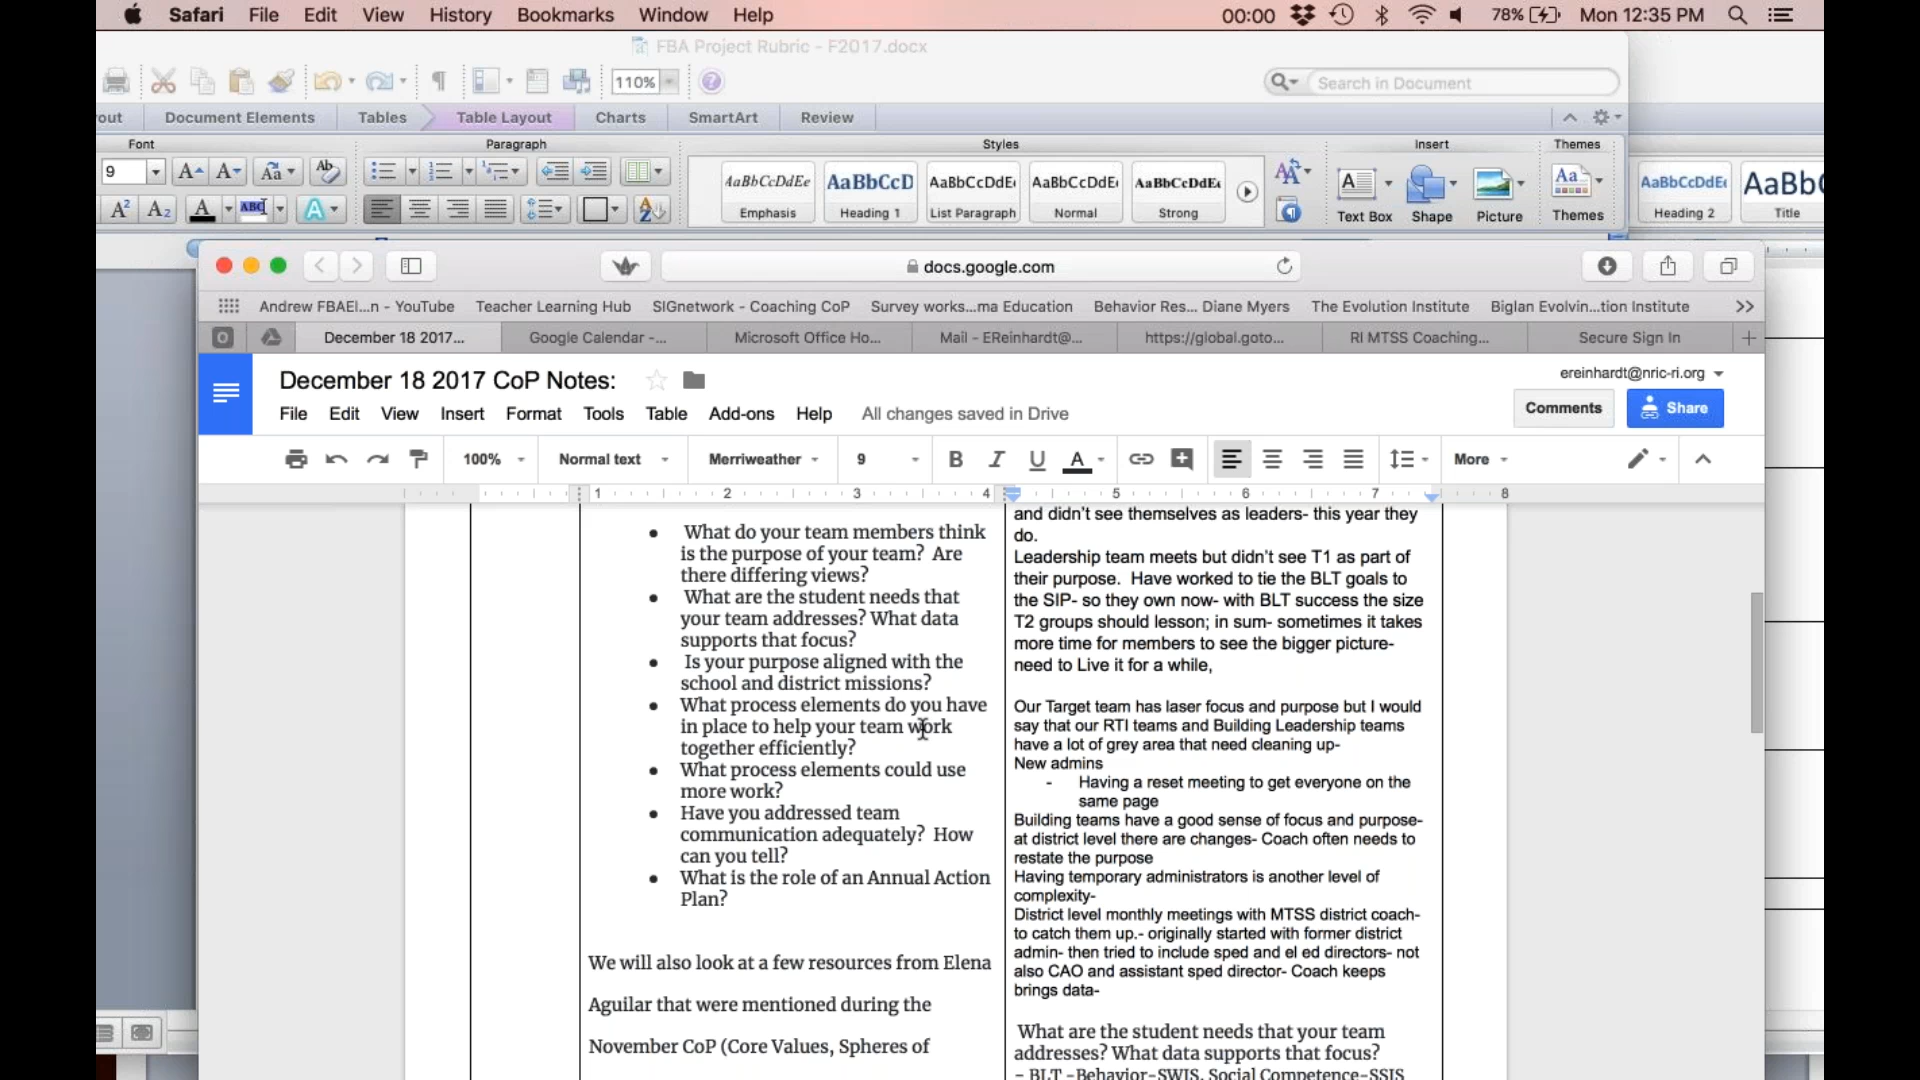 Safari File Edit View History Bookmarks Window Help 00:00 78% Mon 12:35 PM
FBA Project Rubric - F2017.docx
110% Search in Document
out Document Elements Tables Table Layout Charts SmartArt Review
Font Paragraph Styles Insert Themes
9
AaBbCcDdEe AaBbCcD AaBbCcDdEe AaBbCcDdEe AaBbCcDdEe AaBbCcDdEe AaBb
Emphasis Heading 1 List Paragraph Normal Strong Text Box Shape Picture Themes Heading 2 Title
docs.google.com
Andrew FBAEl...n - YouTube Teacher Learning Hub SIGnetwork - Coaching CoP Survey works...ma Education Behavior Res... Diane Myers The Evolution Institute Biglan Evolvin...tion Institute >>
December 18 2017... Google Calendar -... Microsoft Office Ho... Mail - EReinhardt@... https://global.goto... RI MTSS Coaching... Secure Sign In
December 18 2017 CoP Notes:
ereinhardt@nric-ri.org
File Edit View Insert Format Tools Table Add-ons Help All changes saved in Drive
Comments Share
100% Normal text Merriweather 9 B I U A More
1 2 3 4 5 6 7 8
• What do your team members think
is the purpose of your team? Are
there differing views?
• What are the student needs that
your team addresses? What data
supports that focus?
• Is your purpose aligned with the
school and district missions?
• What process elements do you have
in place to help your team work
together efficiently?
• What process elements could use
more work?
• Have you addressed team
communication adequately? How
can you tell?
• What is the role of an Annual Action
Plan?
We will also look at a few resources from Elena
Aguilar that were mentioned during the
November CoP (Core Values, Spheres of
and didn't see themselves as leaders- this year they
do.
Leadership team meets but didn't see T1 as part of
their purpose. Have worked to tie the BLT goals to
the SIP- so they own now- with BLT success the size
T2 groups should lesson; in sum- sometimes it takes
more time for members to see the bigger picture-
need to Live it for a while,
Our Target team has laser focus and purpose but I would
say that our RTI teams and Building Leadership teams
have a lot of grey area that need cleaning up-
New admins
- Having a reset meeting to get everyone on the
same page
Building teams have a good sense of focus and purpose-
at district level there are changes- Coach often needs to
restate the purpose
Having temporary administrators is another level of
complexity-
District level monthly meetings with MTSS district coach-
to catch them up.- originally started with former district
admin- then tried to include sped and el ed directors- not
also CAO and assistant sped director- Coach keeps
brings data-
What are the student needs that your team
addresses? What data supports that focus?
- BLT -Behavior-SWIS, Social Competence-SSIS